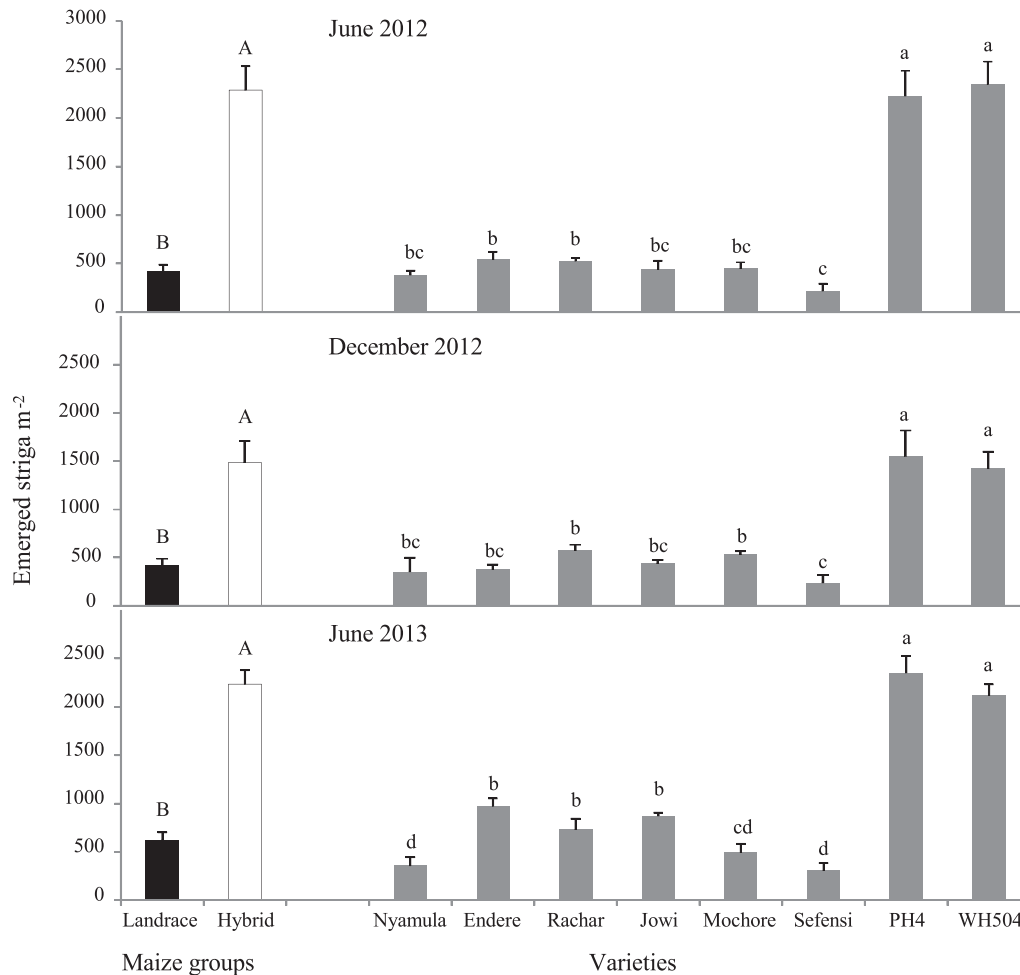 Emerged striga m⁻²
June 2012
3000
2500
2000
1500
1000
500
0
B
A
bc
b
b
bc
bc
c
a
a
December 2012
2500
2000
1500
1000
500
0
B
A
bc
bc
b
bc
b
c
a
a
June 2013
2500
2000
1500
1000
500
0
B
A
d
b
b
b
cd
d
a
a
Landrace Hybrid Nyamula Endere Rachar Jowi Mochore Sefensi PH4 WH504
Maize groups Varieties